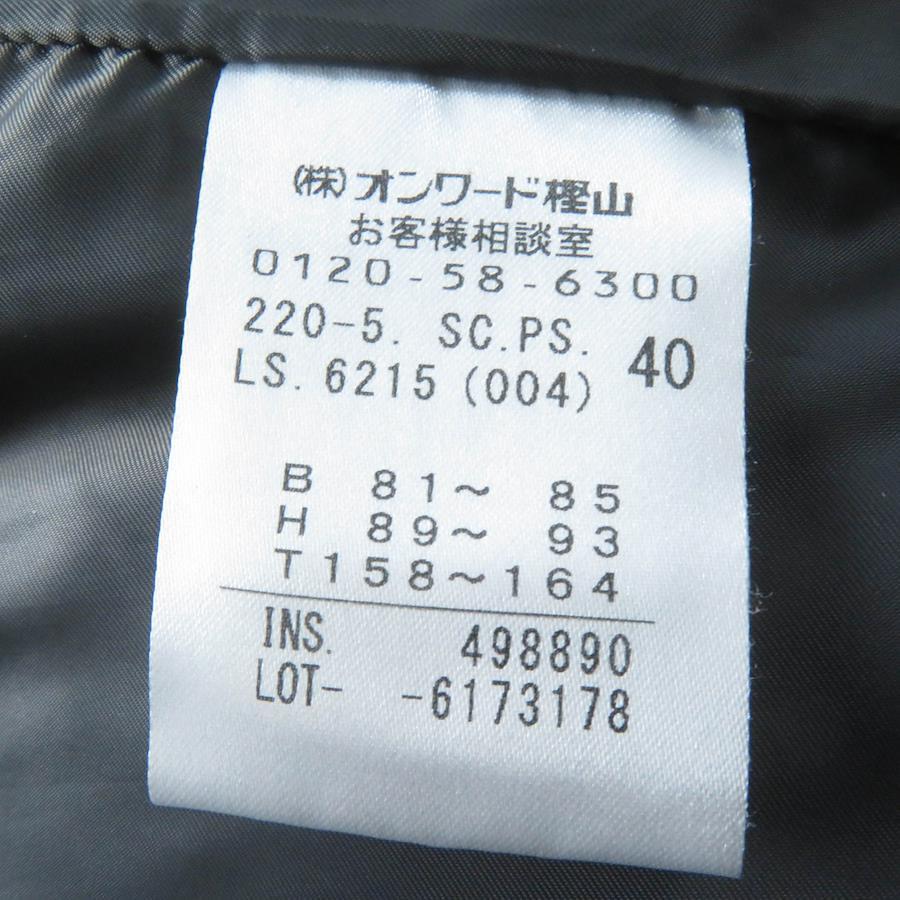 (株)オンワード樫山
お客様相談室
0120-58-6300
220-5. SC.PS. 40
LS. 6215 (004)
B 81～ 85
H 89～ 93
T158～164
INS. 498890
LOT- -6173178